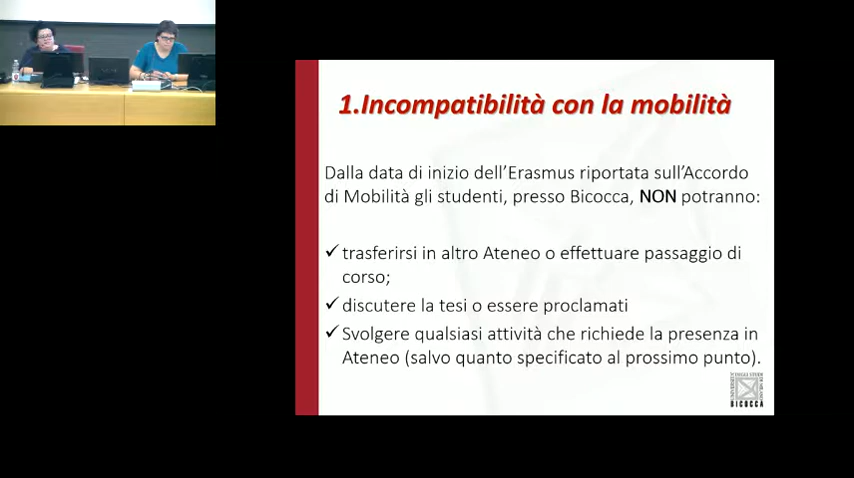 1.Incompatibilità con la mobilità
Dalla data di inizio dell'Erasmus riportata sull'Accordo
di Mobilità gli studenti, presso Bicocca, NON potranno:
✓ trasferirsi in altro Ateneo o effettuare passaggio di
corso;
✓ discutere la tesi o essere proclamati
✓ Svolgere qualsiasi attività che richiede la presenza in
Ateneo (salvo quanto specificato al prossimo punto).
BICOCCA